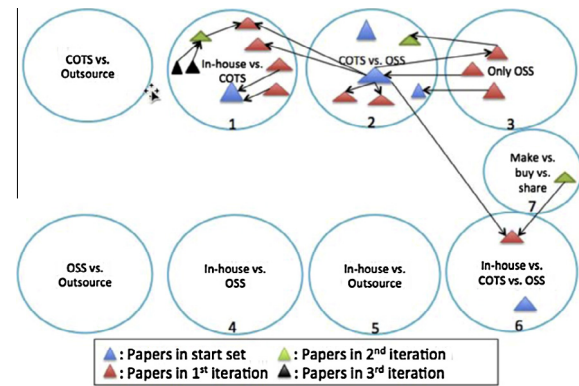 COTS vs.
Outsource
In-house vs.
COTS
1
COTS vs. OSS
2
Only OSS
3
Make vs.
buy vs.
share
7
OSS vs.
Outsource
In-house vs.
OSS
4
In-house vs.
Outsource
5
In-house vs.
COTS vs. OSS
6
: Papers in start set
: Papers in 2nd iteration
: Papers in 1st iteration
: Papers in 3rd iteration